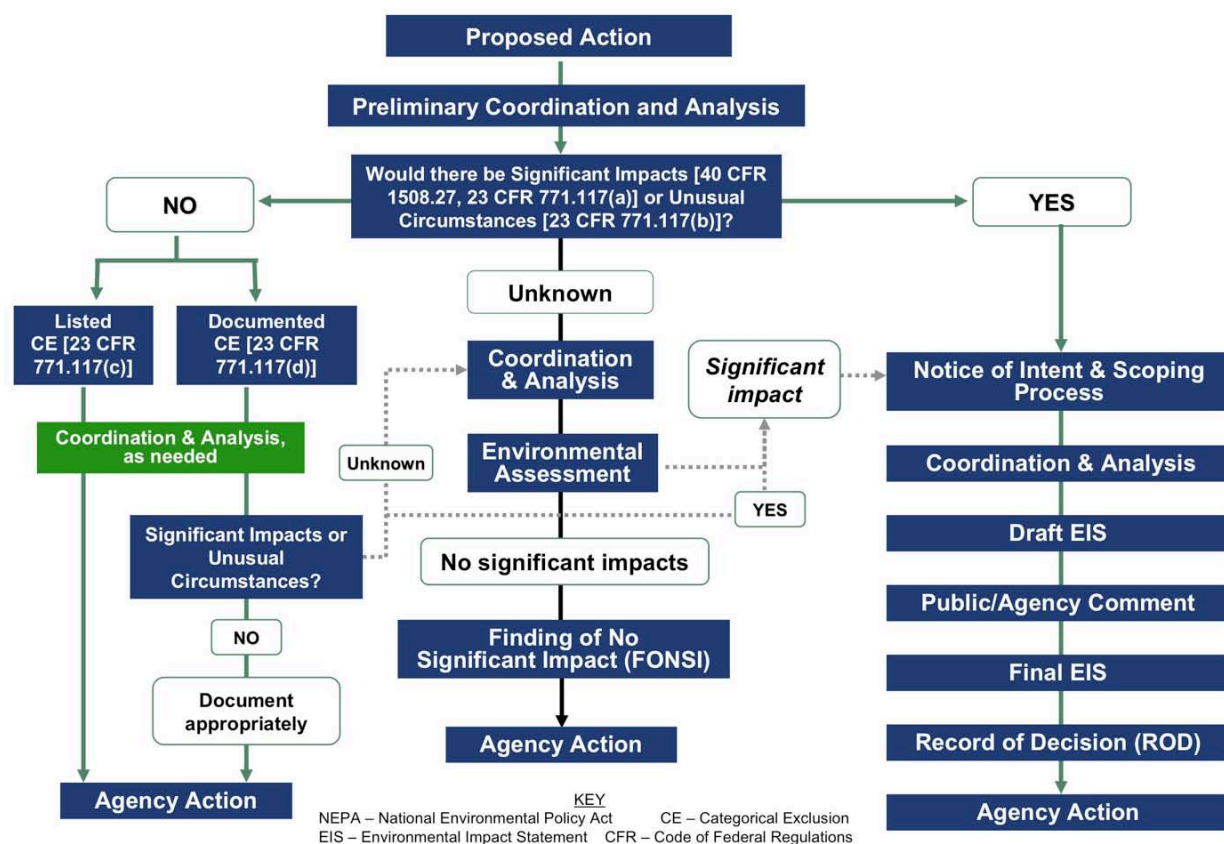 Proposed Action
Preliminary Coordination and Analysis
Would there be Significant Impacts [40 CFR
1508.27, 23 CFR 771.117(a)] or Unusual
Circumstances [23 CFR 771.117(b)]?
NO
YES
Unknown
Listed
CE [23 CFR
771.117(c)]
Documented
CE [23 CFR
771.117(d)]
Coordination & Analysis,
as needed
Significant Impacts or
Unusual
Circumstances?
NO
Document
appropriately
Agency Action
Unknown
Coordination
& Analysis
Environmental
Assessment
YES
Significant
impact
No significant impacts
Finding of No
Significant Impact (FONSI)
Agency Action
Notice of Intent & Scoping
Process
Coordination & Analysis
Draft EIS
Public/Agency Comment
Final EIS
Record of Decision (ROD)
Agency Action
KEY
NEPA – National Environmental Policy Act CE – Categorical Exclusion
EIS – Environmental Impact Statement CFR – Code of Federal Regulations